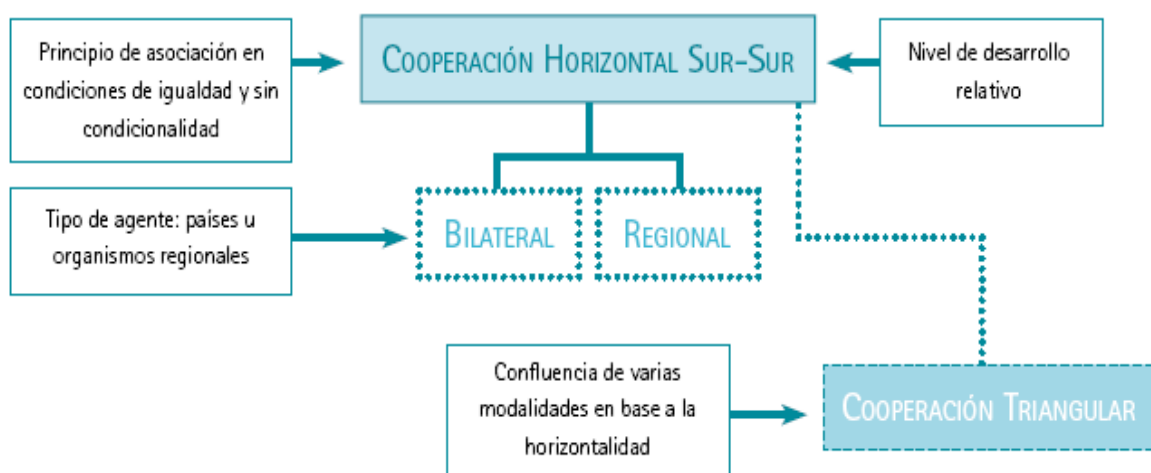 Principio de asociación en
condiciones de igualdad y sin
condicionalidad
COOPERACIÓN HORIZONTAL SUR-SUR
Nivel de desarrollo
relativo
Tipo de agente: países u
organismos regionales
BILATERAL
REGIONAL
Confluencia de varias
modalidades en base a la
horizontalidad
COOPERACIÓN TRIANGULAR